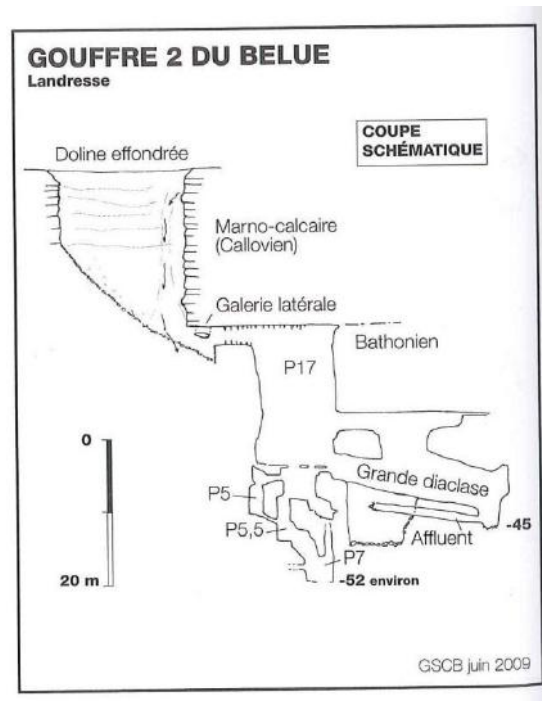 GOUFFRE 2 DU BELUE
Landresse
COUPE
SCHÉMATIQUE
Doline effondrée
Marno-calcaire
(Callovien)
Galerie latérale
Bathonien
P17
0
Grande diaclase
P5
-45
P5,5
Affluent
P7
20 m
-52 environ
GSCB juin 2009